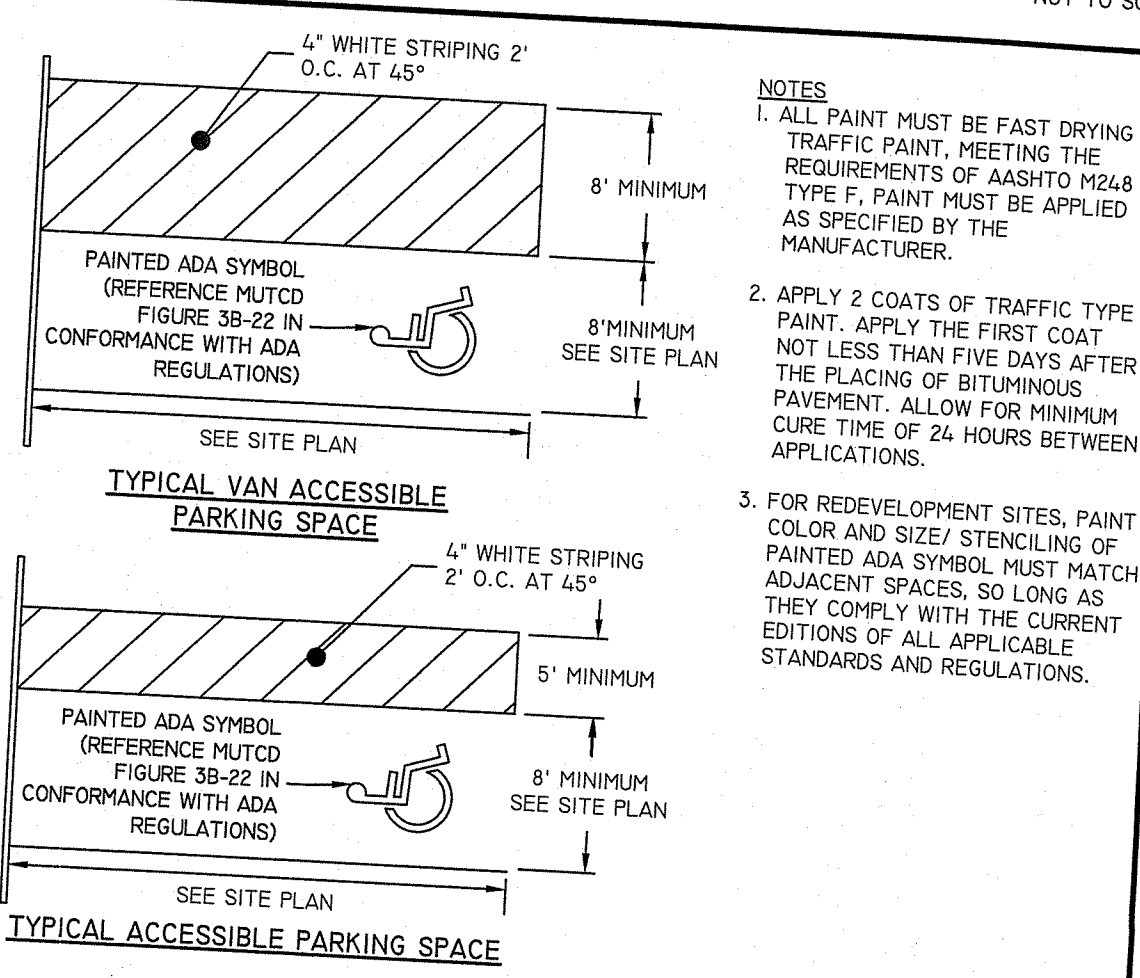 4" WHITE STRIPING 2'
O.C. AT 45°
8' MINIMUM
PAINTED ADA SYMBOL
(REFERENCE MUTCD
FIGURE 3B-22 IN
CONFORMANCE WITH ADA
REGULATIONS)
8'MINIMUM
SEE SITE PLAN
SEE SITE PLAN
TYPICAL VAN ACCESSIBLE
PARKING SPACE
4" WHITE STRIPING
2' O.C. AT 45°
5' MINIMUM
PAINTED ADA SYMBOL
(REFERENCE MUTCD
FIGURE 3B-22 IN
CONFORMANCE WITH ADA
REGULATIONS)
8' MINIMUM
SEE SITE PLAN
SEE SITE PLAN
TYPICAL ACCESSIBLE PARKING SPACE
NOT TO
NOTES
1. ALL PAINT MUST BE FAST DRYING
TRAFFIC PAINT, MEETING THE
REQUIREMENTS OF AASHTO M248
TYPE F, PAINT MUST BE APPLIED
AS SPECIFIED BY THE
MANUFACTURER.
2. APPLY 2 COATS OF TRAFFIC TYPE
PAINT. APPLY THE FIRST COAT
NOT LESS THAN FIVE DAYS AFTER
THE PLACING OF BITUMINOUS
PAVEMENT. ALLOW FOR MINIMUM
CURE TIME OF 24 HOURS BETWEEN
APPLICATIONS.
3. FOR REDEVELOPMENT SITES, PAINT
COLOR AND SIZE/ STENCILING OF
PAINTED ADA SYMBOL MUST MATCH
ADJACENT SPACES, SO LONG AS
THEY COMPLY WITH THE CURRENT
EDITIONS OF ALL APPLICABLE
STANDARDS AND REGULATIONS.